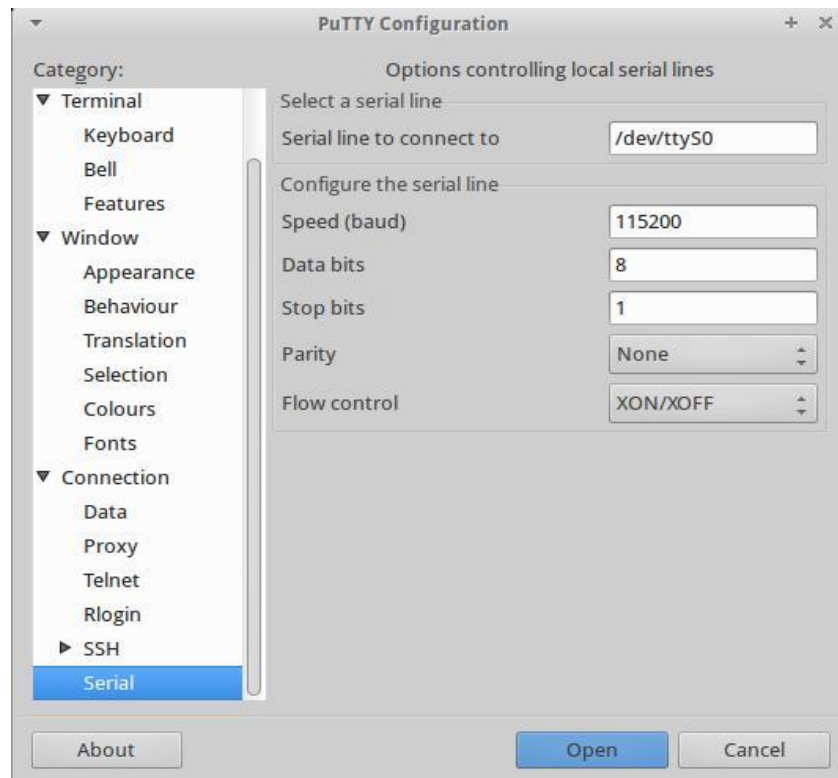 PuTTY Configuration
Category:
Terminal
Keyboard
Bell
Features
Window
Appearance
Behaviour
Translation
Selection
Colours
Fonts
Connection
Data
Proxy
Telnet
Rlogin
SSH
Serial
Options controlling local serial lines
Select a serial line
Serial line to connect to /dev/ttyS0
Configure the serial line
Speed (baud) 115200
Data bits 8
Stop bits 1
Parity None
Flow control XON/XOFF
About Open Cancel